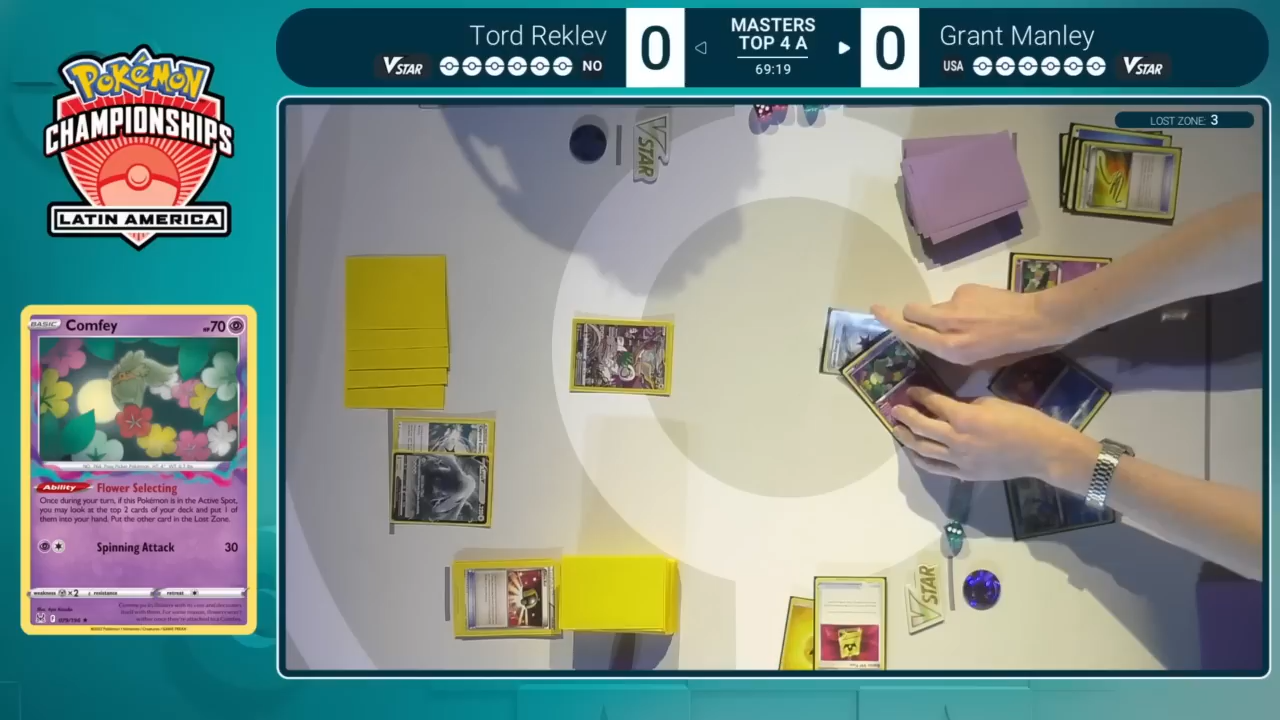 Tord Reklev
VSTAR
NO
0
MASTERS
TOP 4 A
69:19
0
Grant Manley
USA
VSTAR
Pokémon
CHAMPIONSHIPS
LATIN AMERICA
LOST ZONE: 3
VSTAR
VSTAR
BASIC
Comfey
HP70
Ability
Flower Selecting
Once during your turn, if this Pokémon is in the Active Spot,
you may look at the top 2 cards of your deck and put 1 of
them into your hand. Put the other card in the Lost Zone.
Spinning Attack
30
weakness ×2
resistance
retreat